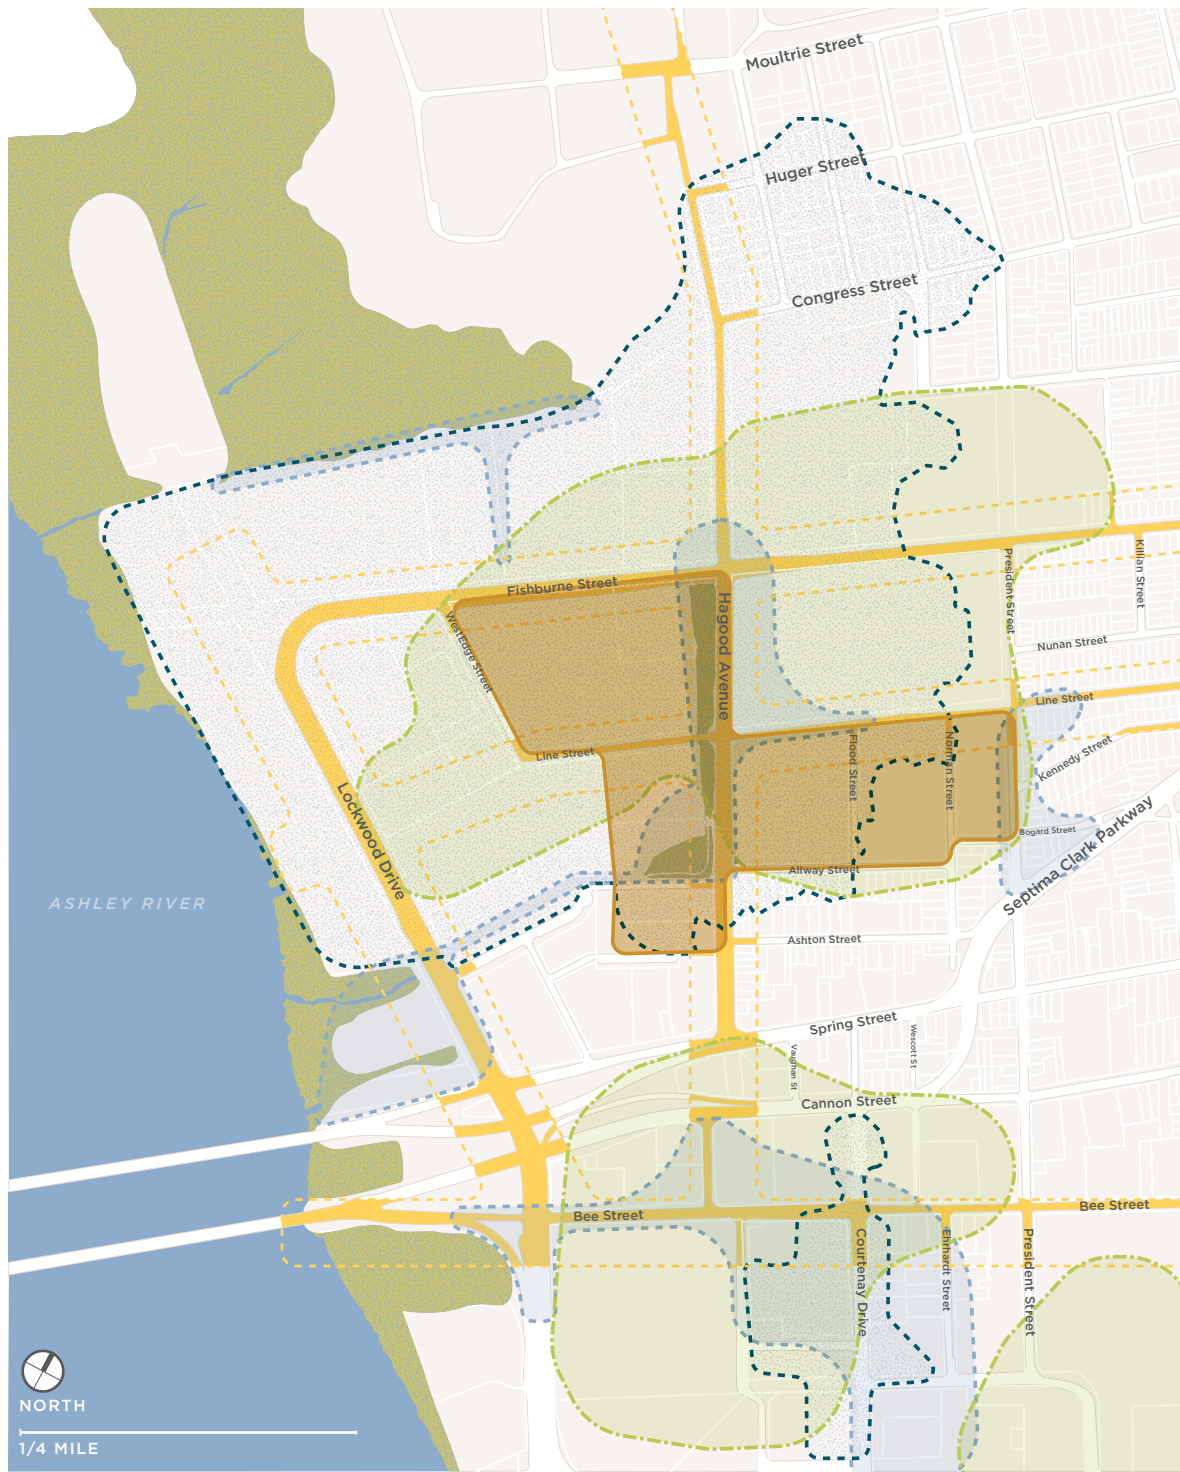 Moultrie Street
Huger Street
Congress Street
Fishburne Street
WestEdge Street
Hagood Avenue
President Street
Killian Street
Nunan Street
Line Street
Line Street
Kennedy Street
Flood Street
Norman Street
Lockwood Drive
Bogard Street
Septima Clark Parkway
Allway Street
ASHLEY RIVER
Ashton Street
Spring Street
Vaughan St
Wescott St
Cannon Street
Bee Street
Bee Street
Courtenay Drive
Ehrhardt Street
President Street
NORTH
1/4 MILE